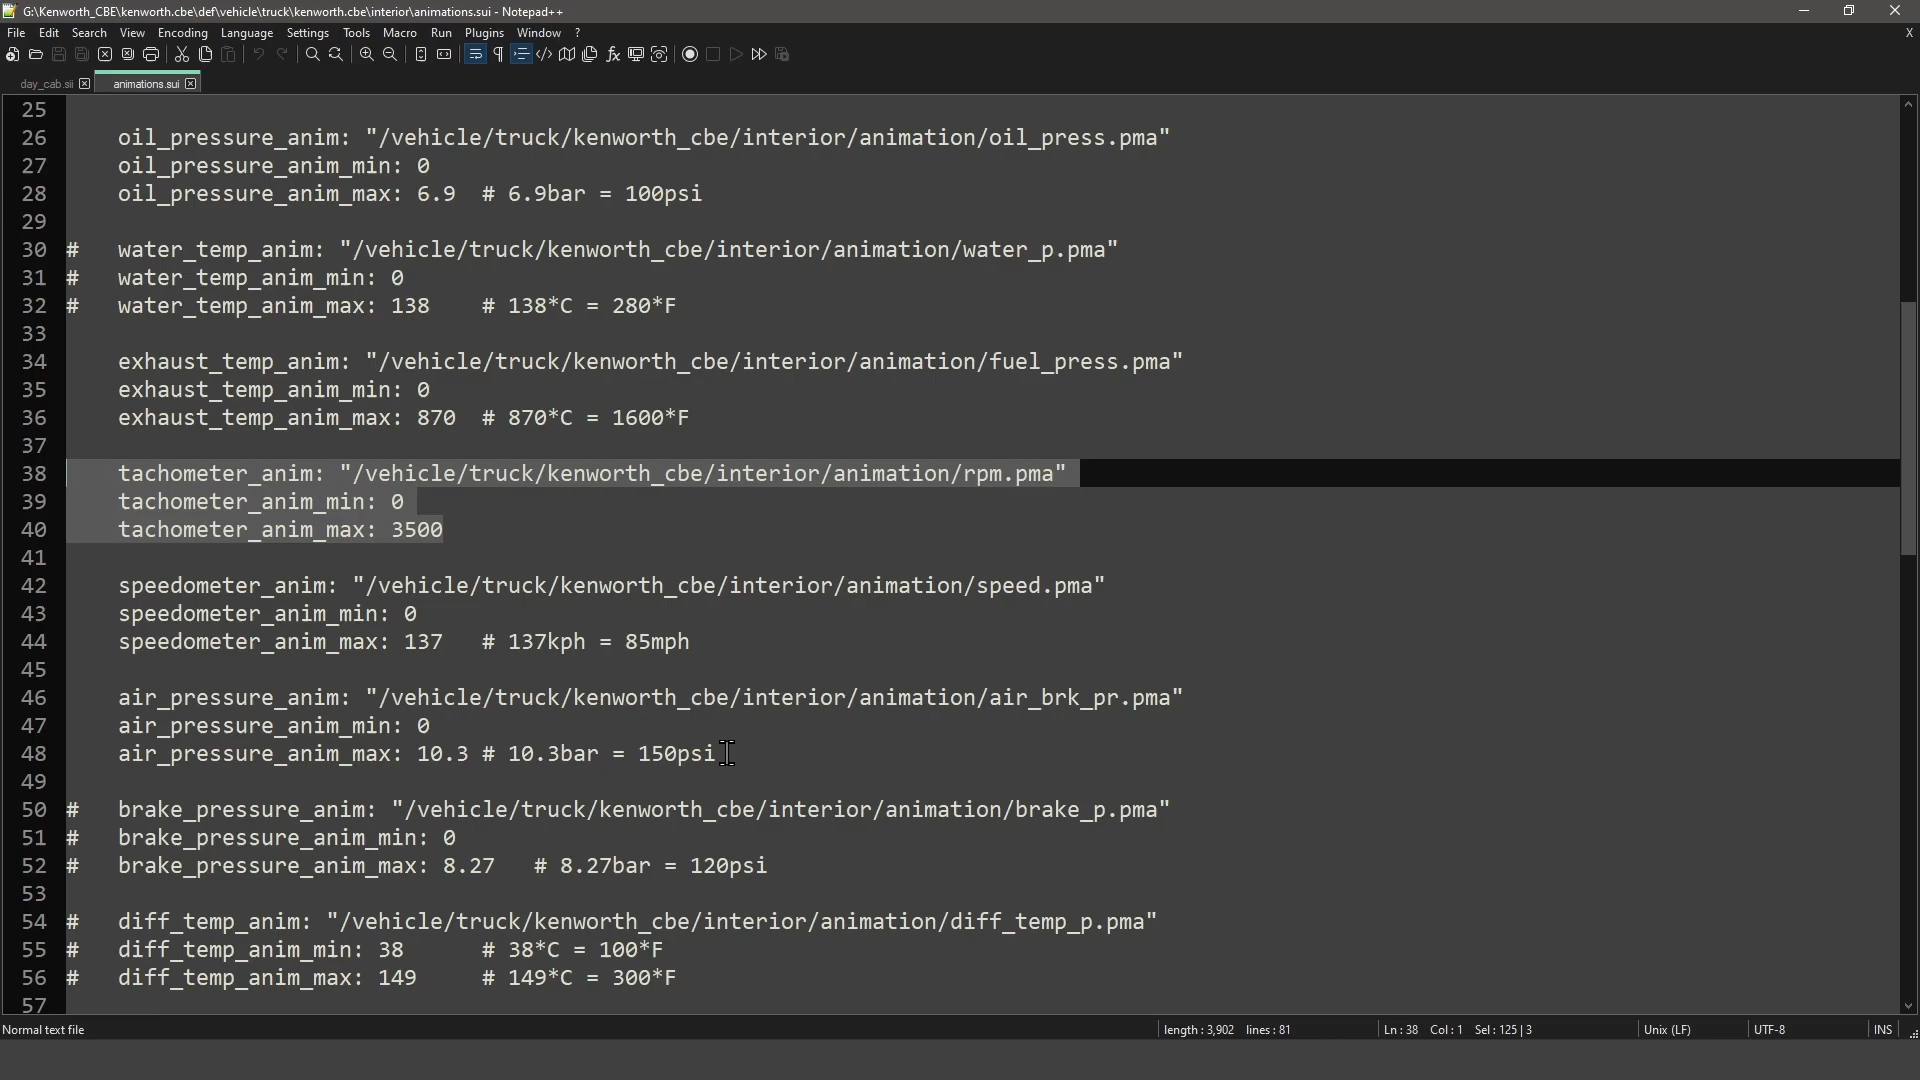 G:\Kenworth_CBE\kenworth.cbe\def\vehicle\truck\kenworth.cbe\interior\animations.sui - Notepad++
File Edit Search View Encoding Language Settings Tools Macro Run Plugins Window ? X
day_cab.sii animations.sui
25
26 oil_pressure_anim: "/vehicle/truck/kenworth_cbe/interior/animation/oil_press.pma"
27 oil_pressure_anim_min: 0
28 oil_pressure_anim_max: 6.9 # 6.9bar = 100psi
29
30 # water_temp_anim: "/vehicle/truck/kenworth_cbe/interior/animation/water_p.pma"
31 # water_temp_anim_min: 0
32 # water_temp_anim_max: 138 # 138*C = 280*F
33
34 exhaust_temp_anim: "/vehicle/truck/kenworth_cbe/interior/animation/fuel_press.pma"
35 exhaust_temp_anim_min: 0
36 exhaust_temp_anim_max: 870 # 870*C = 1600*F
37
38 tachometer_anim: "/vehicle/truck/kenworth_cbe/interior/animation/rpm.pma"
39 tachometer_anim_min: 0
40 tachometer_anim_max: 3500
41
42 speedometer_anim: "/vehicle/truck/kenworth_cbe/interior/animation/speed.pma"
43 speedometer_anim_min: 0
44 speedometer_anim_max: 137 # 137kph = 85mph
45
46 air_pressure_anim: "/vehicle/truck/kenworth_cbe/interior/animation/air_brk_pr.pma"
47 air_pressure_anim_min: 0
48 air_pressure_anim_max: 10.3 # 10.3bar = 150psi
49
50 # brake_pressure_anim: "/vehicle/truck/kenworth_cbe/interior/animation/brake_p.pma"
51 # brake_pressure_anim_min: 0
52 # brake_pressure_anim_max: 8.27 # 8.27bar = 120psi
53
54 # diff_temp_anim: "/vehicle/truck/kenworth_cbe/interior/animation/diff_temp_p.pma"
55 # diff_temp_anim_min: 38 # 38*C = 100*F
56 # diff_temp_anim_max: 149 # 149*C = 300*F
57
Normal text file length : 3,902 lines : 81 Ln : 38 Col : 1 Sel : 125 | 3 Unix (LF) UTF-8 INS